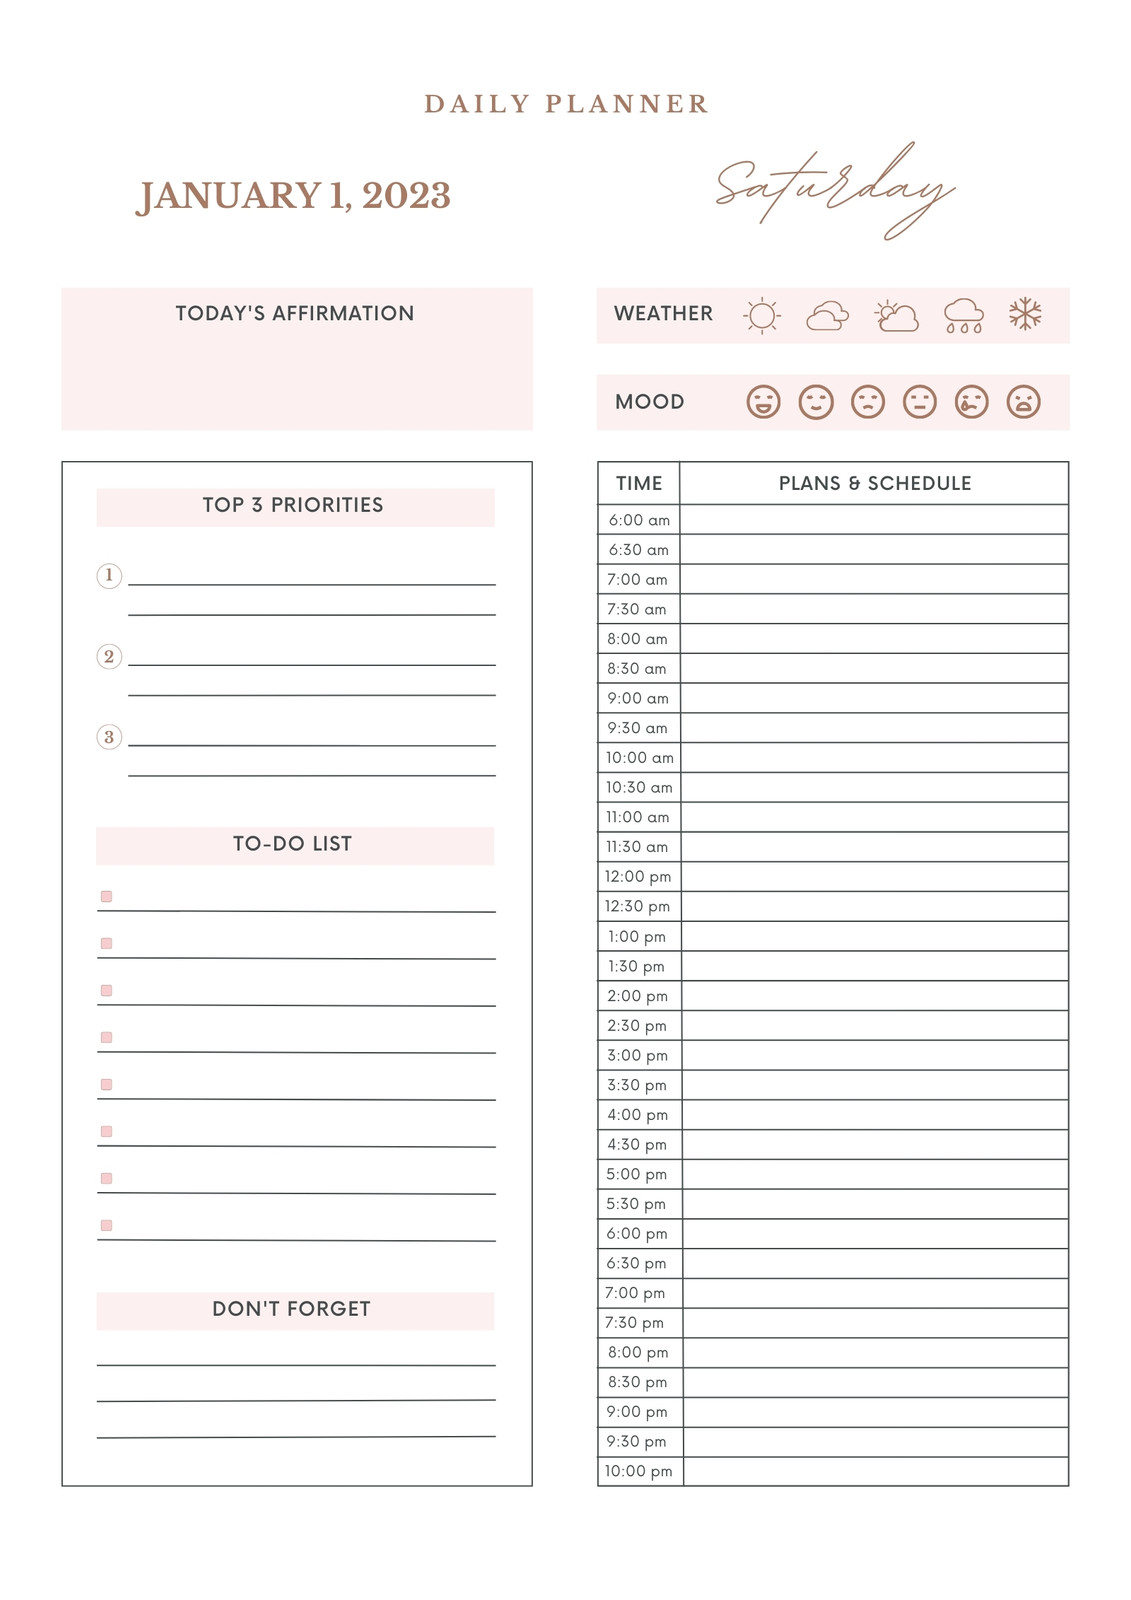 DAILY PLANNER
JANUARY 1, 2023
Saturday
TODAY'S AFFIRMATION
WEATHER
MOOD
TOP 3 PRIORITIES
1
2
3
TO-DO LIST
DON'T FORGET
TIME PLANS & SCHEDULE
6:00 am
6:30 am
7:00 am
7:30 am
8:00 am
8:30 am
9:00 am
9:30 am
10:00 am
10:30 am
11:00 am
11:30 am
12:00 pm
12:30 pm
1:00 pm
1:30 pm
2:00 pm
2:30 pm
3:00 pm
3:30 pm
4:00 pm
4:30 pm
5:00 pm
5:30 pm
6:00 pm
6:30 pm
7:00 pm
7:30 pm
8:00 pm
8:30 pm
9:00 pm
9:30 pm
10:00 pm